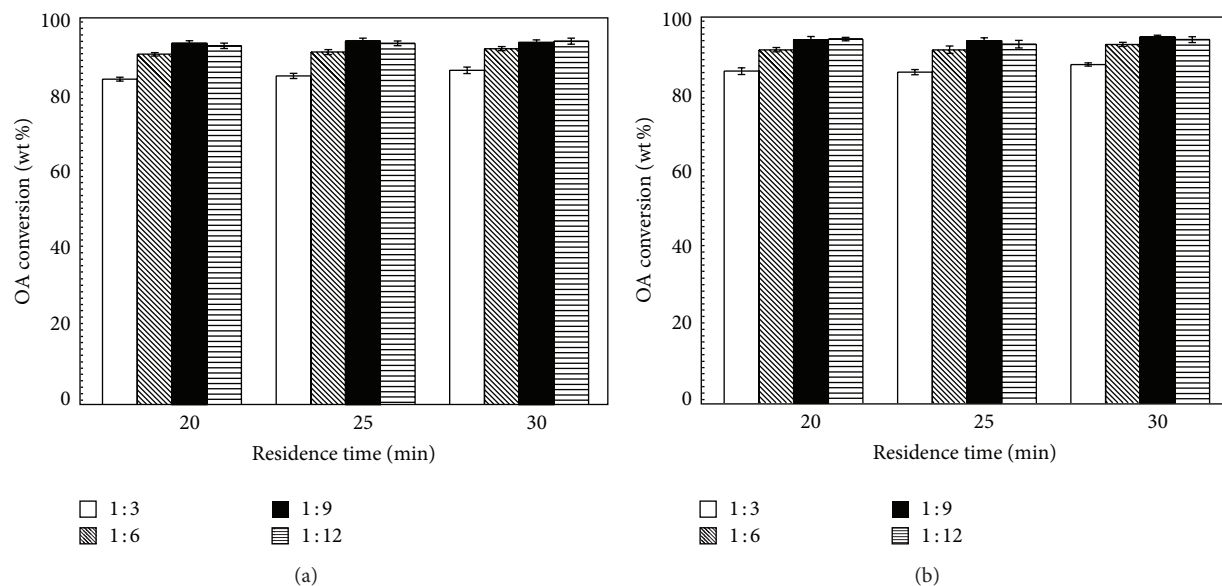 100
80
60
40
20
0
OA conversion (wt%)
20 25 30
Residence time (min)
1 : 3 1 : 9
1 : 6 1 : 12
(a)
100
80
60
40
20
0
OA conversion (wt%)
20 25 30
Residence time (min)
1 : 3 1 : 9
1 : 6 1 : 12
(b)